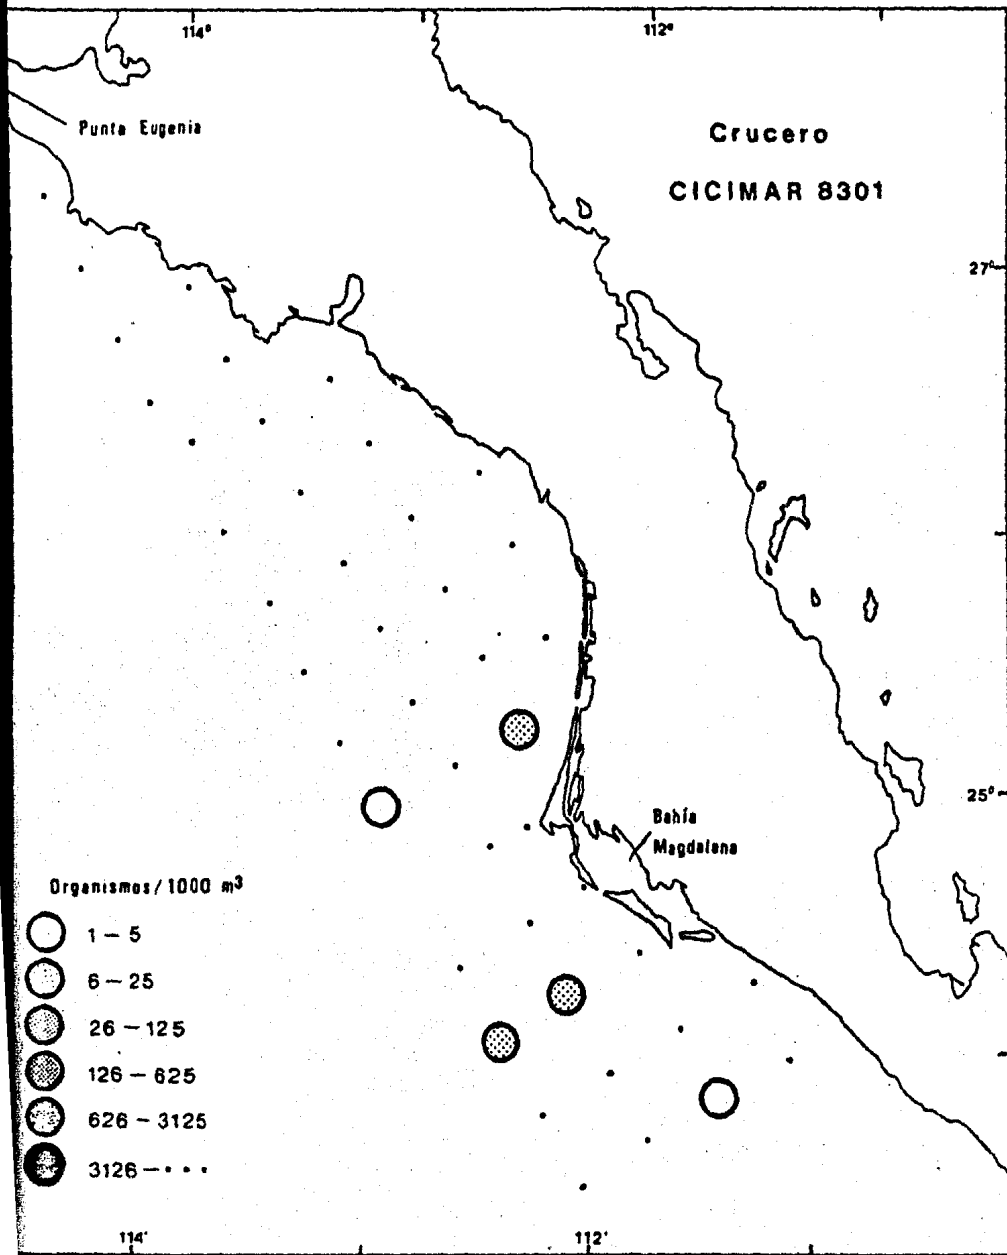 114° 112°
Punta Eugenia
Crucero
CICIMAR 8301
27°
25°
Bahía
Magdalena
Organismos/1000 m³
1 – 5
6 – 25
26 – 125
126 – 625
626 – 3125
3126 – • • •
114° 112°